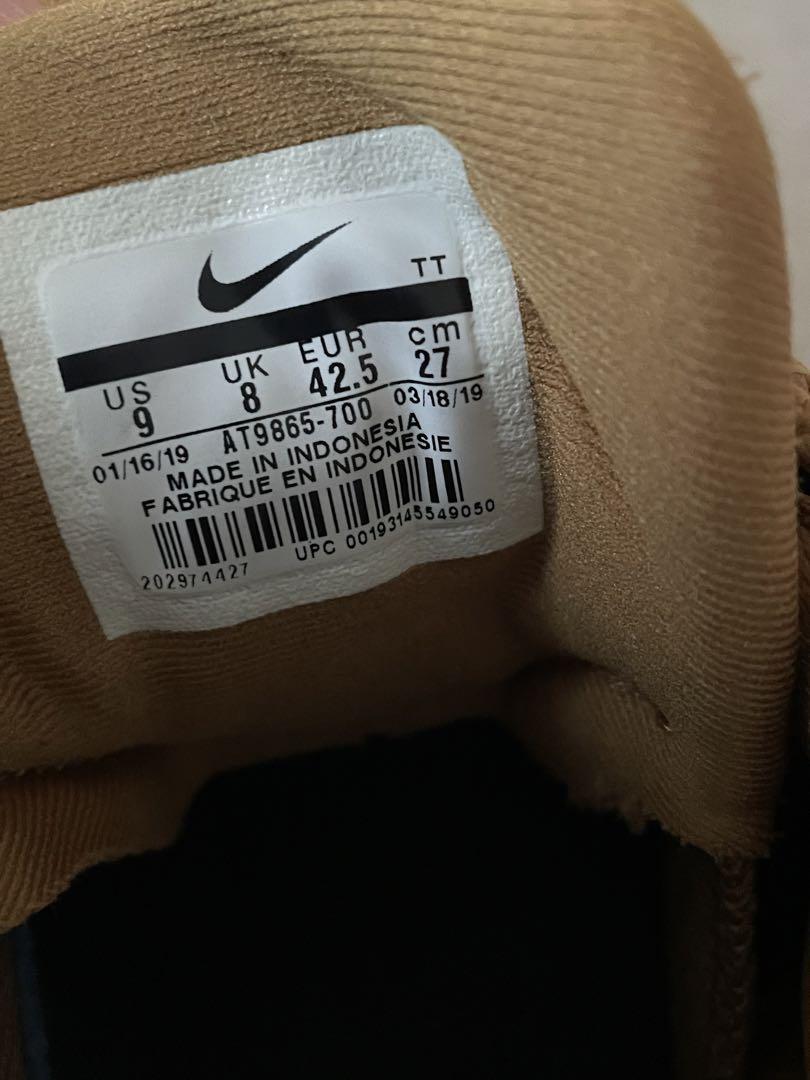 TT
US UK EUR cm
9 8 42.5 27
01/16/19 AT9865-700 03/18/19
MADE IN INDONESIA
FABRIQUE EN INDONESIE
202974427 UPC 00193145549050